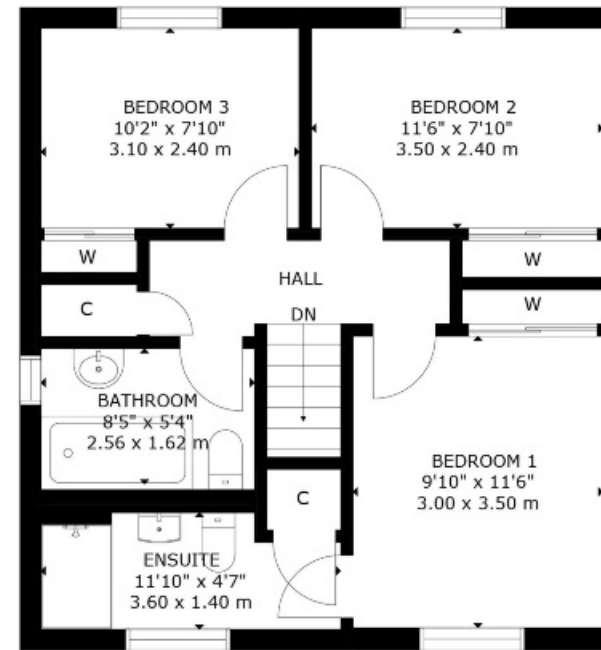 BEDROOM 3
10'2" x 7'10"
3.10 x 2.40 m
BEDROOM 2
11'6" x 7'10"
3.50 x 2.40 m
W
W
HALL
C
W
DN
BATHROOM
8'5" x 5'4"
2.56 x 1.62 m
BEDROOM 1
9'10" x 11'6"
3.00 x 3.50 m
C
ENSUITE
11'10" x 4'7"
3.60 x 1.40 m